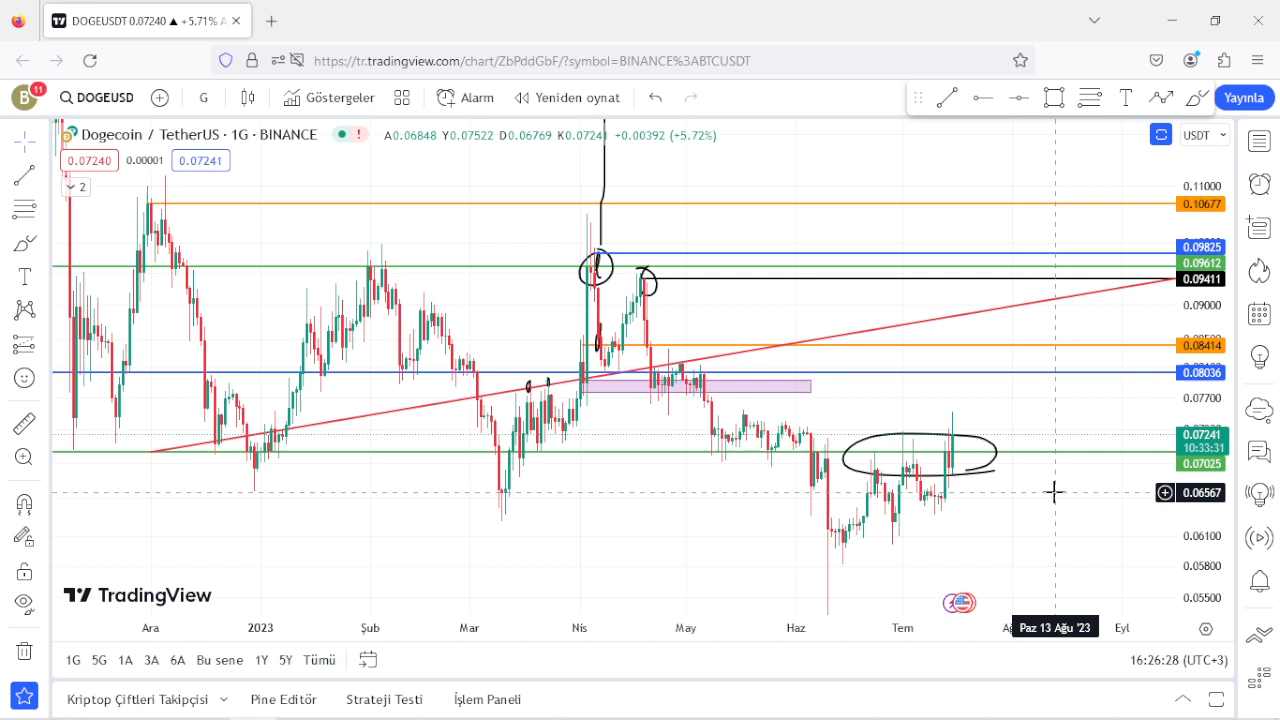 DOGEUSDT 0.07240 ▲ +5.71% A
https://tr.tradingview.com/chart/ZbPddGbF/?symbol=BINANCE%3ABTCUSDT
B 11 DOGEUSD G Göstergeler Alarm Yeniden oynat Yayınla
Dogecoin / TetherUS · 1G · BINANCE ! A0.06848 Y0.07522 D0.06769 K0.07241 +0.00392 (+5.72%) USDT
0.07240 0.00001 0.07241
2
0.11000
0.10677
0.09825
0.09612
0.09411
0.09000
0.08414
0.08036
0.07700
0.07241
10:33:31
0.07025
0.06567
0.06100
0.05800
0.05500
TradingView
Ara 2023 Şub Mar Nis May Haz Tem Paz 13 Ağu '23 Eyl
1G 5G 1A 3A 6A Bu sene 1Y 5Y Tümü 16:26:28 (UTC+3)
Kriptop Çiftleri Takipçisi Pine Editör Strateji Testi İşlem Paneli